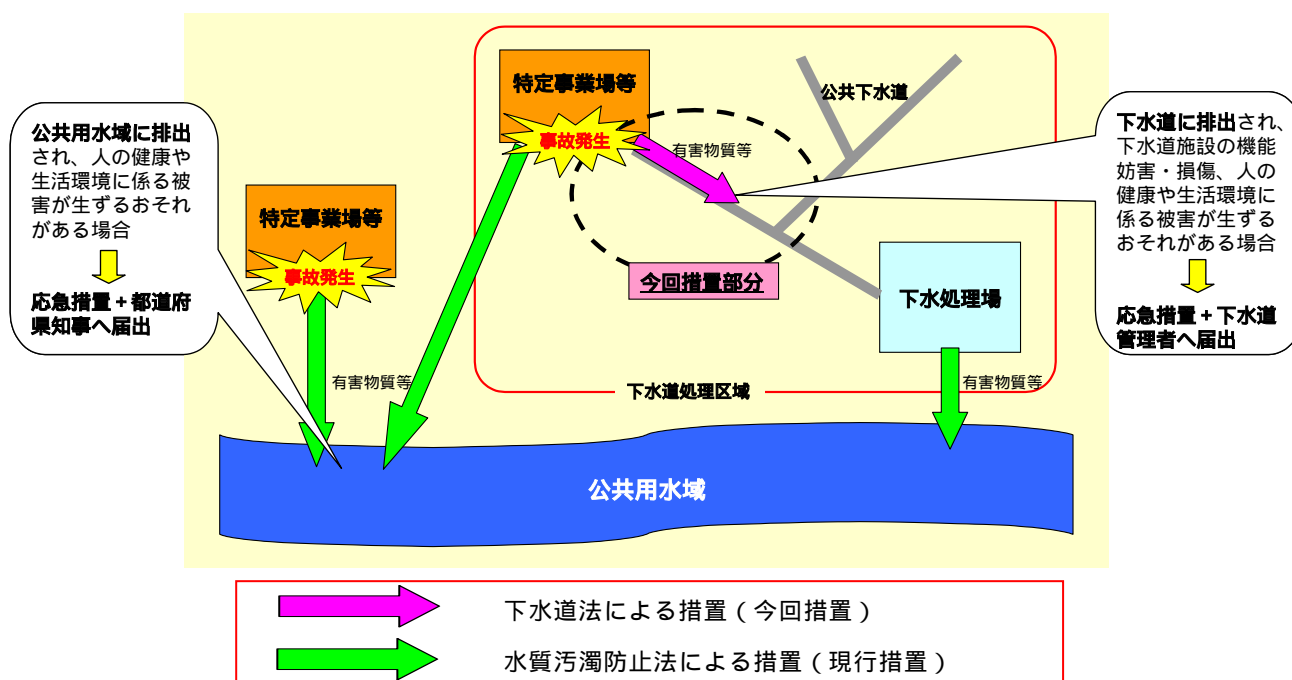 特定事業場等
公共下水道
事故発生
有害物質等
公共用水域に排出
され、人の健康や
生活環境に係る被
害が生ずるおそれ
がある場合
応急措置+都道府
県知事へ届出
下水道に排出され、
下水道施設の機能
妨害・損傷、人の
健康や生活環境に
係る被害が生ずる
おそれがある場合
応急措置+下水道
管理者へ届出
特定事業場等
事故発生
今回措置部分
下水処理場
有害物質等
有害物質等
下水道処理区域
公共用水域
下水道法による措置(今回措置)
水質汚濁防止法による措置(現行措置)